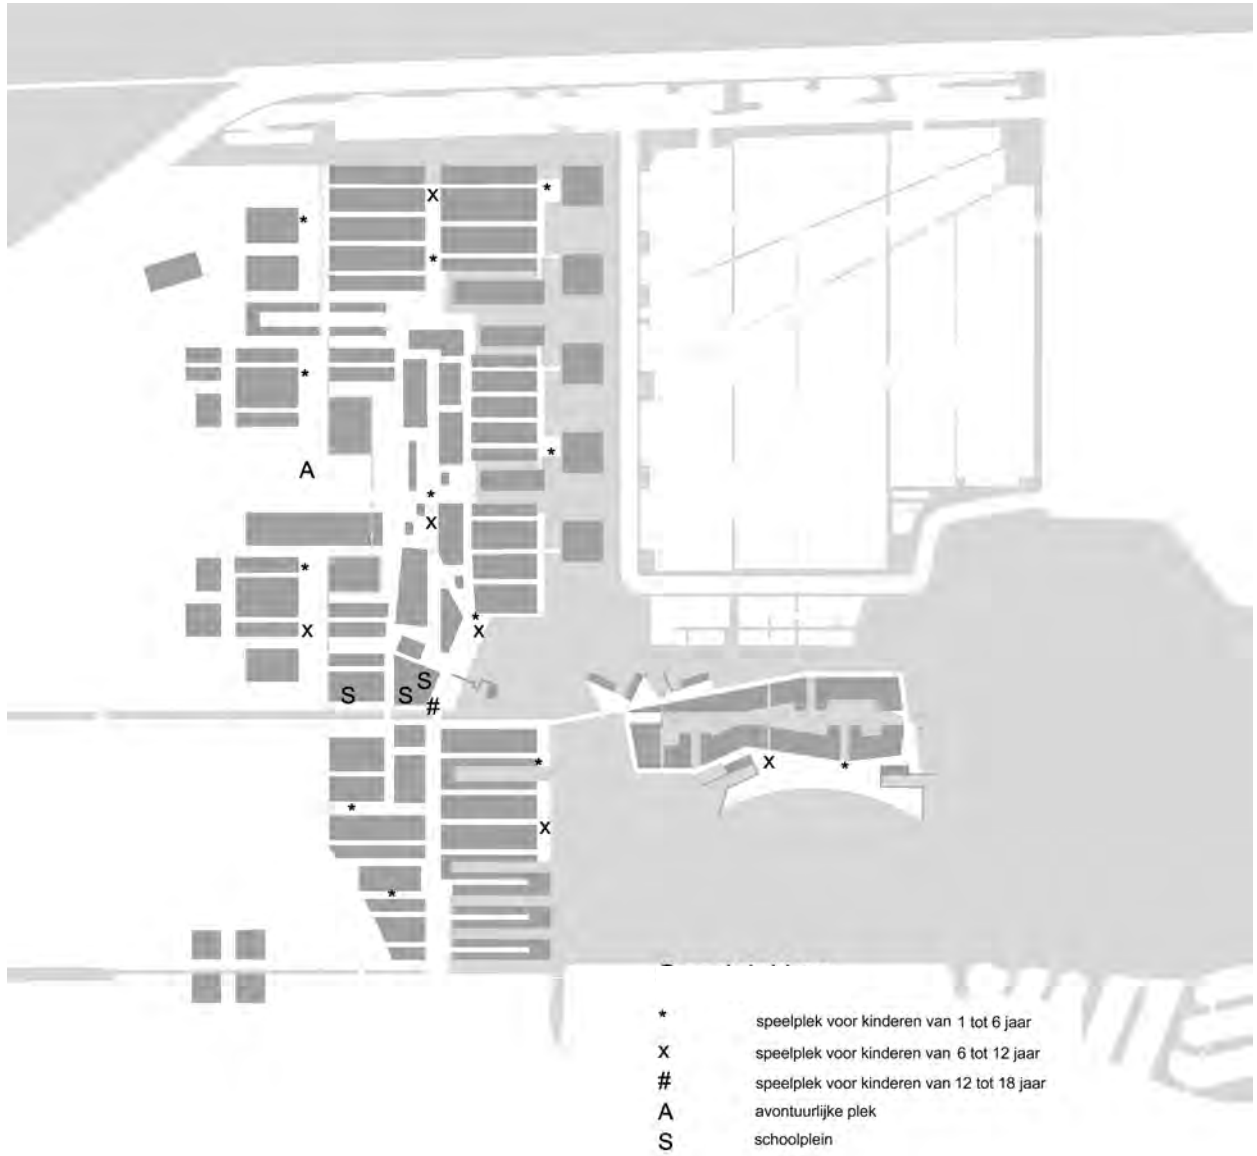 X *
*
*
*
*
A
*
X
*
*
X
*
X
S S S
#
*
X *
*
X
*
* speelplek voor kinderen van 1 tot 6 jaar
X speelplek voor kinderen van 6 tot 12 jaar
# speelplek voor kinderen van 12 tot 18 jaar
A avontuurlijke plek
S schoolplein